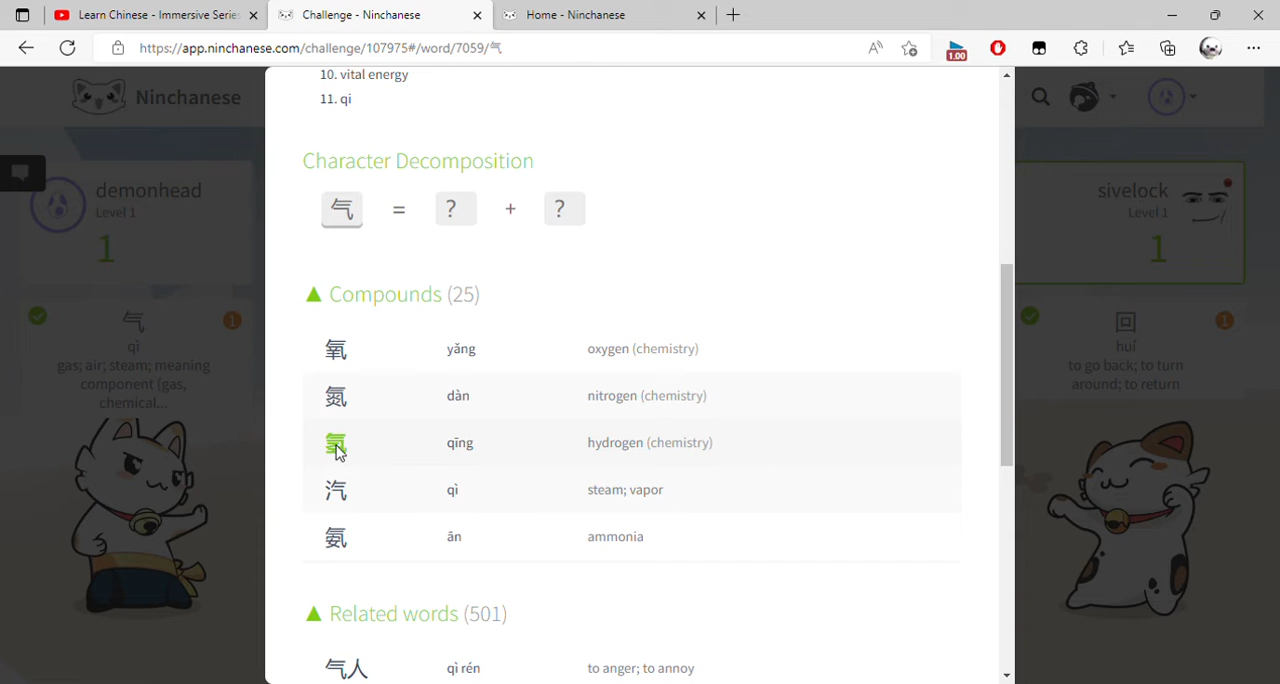 Learn Chinese - Immersive Series
Challenge - Ninchanese
Home - Ninchanese
https://app.ninchanese.com/challenge/107975#/word/7059/气
1.00
Ninchanese
10. vital energy
11. qi
Character Decomposition
气 = ? + ?
Compounds (25)
氧 yǎng oxygen (chemistry)
氮 dàn nitrogen (chemistry)
氢 qīng hydrogen (chemistry)
汽 qì steam; vapor
氨 ān ammonia
Related words (501)
气人 qì rén to anger; to annoy
demonhead
Level 1
1
气
1
qì
gas; air; steam; meaning
component (gas,
chemical...
sivelock
Level 1
1
回
1
huí
to go back; to turn
around; to return